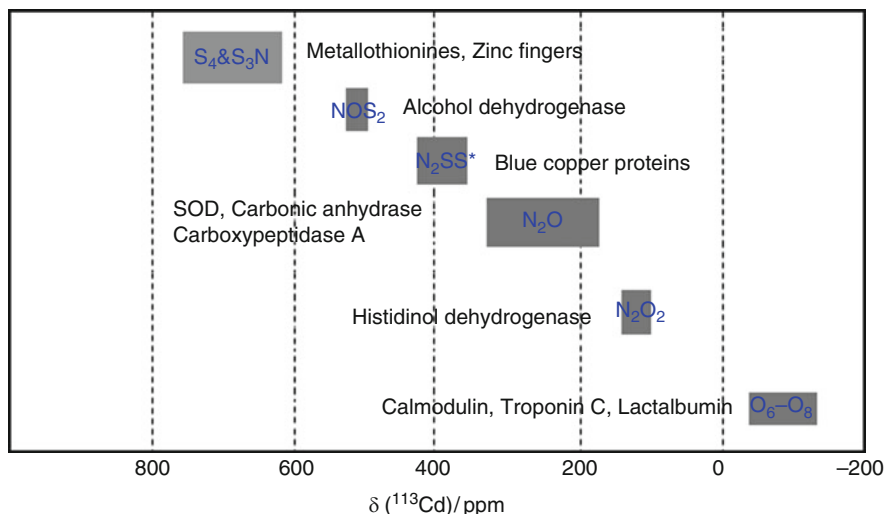 S₄&S₃N Metallothionines, Zinc fingers
NOS₂ Alcohol dehydrogenase
N₂SS* Blue copper proteins
SOD, Carbonic anhydrase
Carboxypeptidase A
N₂O
Histidinol dehydrogenase N₂O₂
Calmodulin, Troponin C, Lactalbumin O₆–O₈
800 600 400 200 0 –200
δ (¹¹³Cd)/ppm